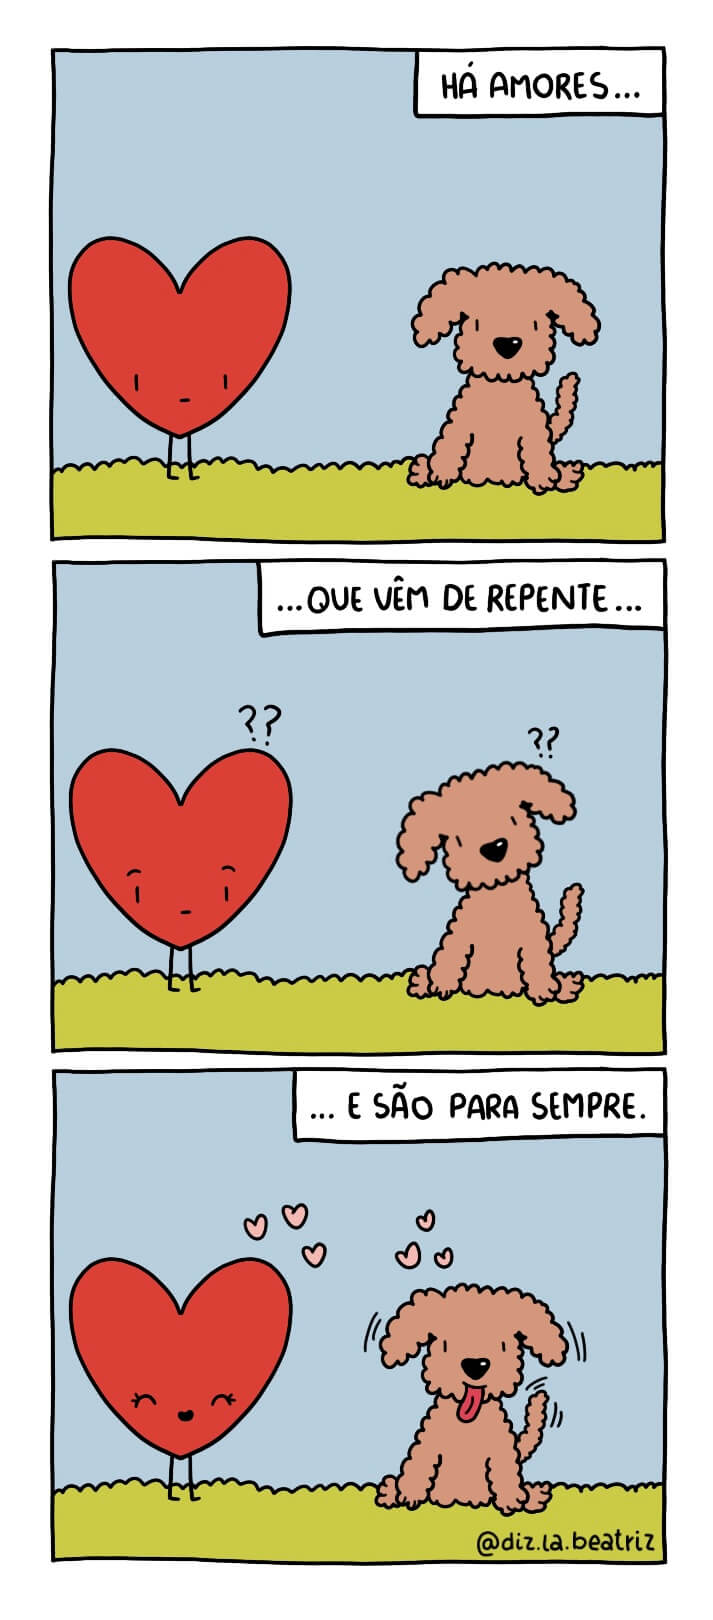 HÁ AMORES...
??
??
...QUE VÊM DE REPENTE...
... E SÃO PARA SEMPRE.
@diz.la.beatriz